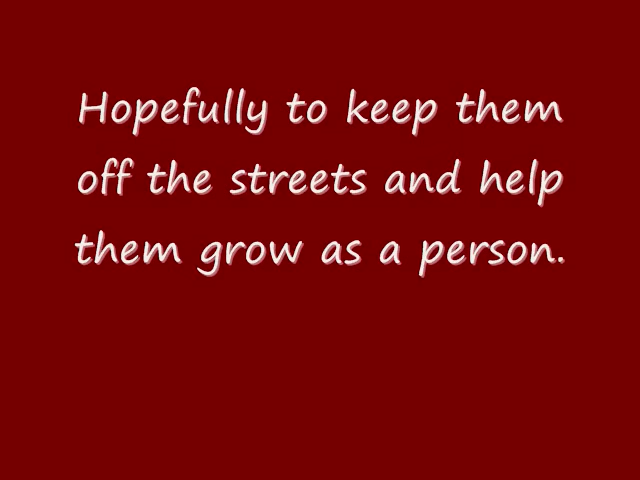 Hopefully to keep them
off the streets and help
them grow as a person.